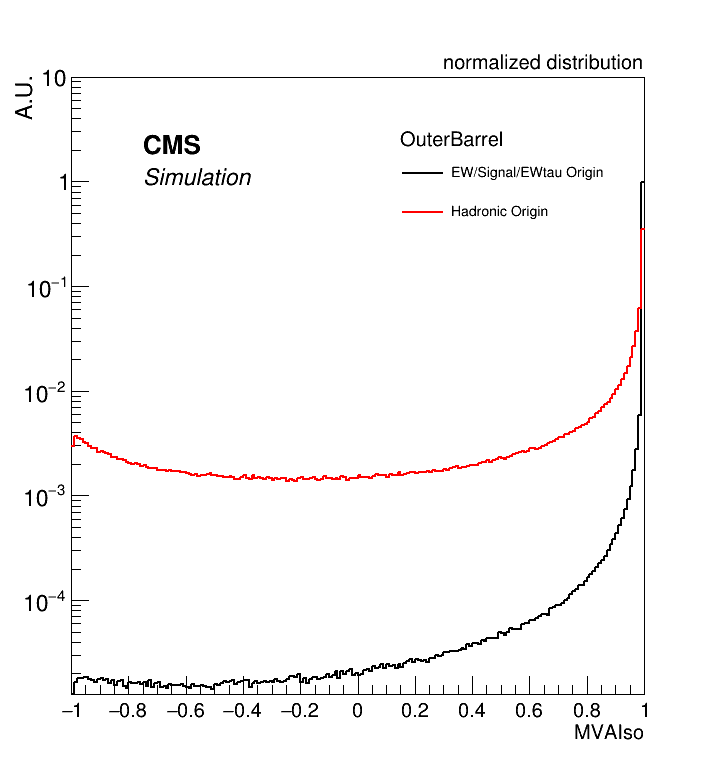 normalized distribution
A.U.
10
CMS
Simulation
OuterBarrel
EW/Signal/EWtau Origin
Hadronic Origin
1
10⁻¹
10⁻²
10⁻³
10⁻⁴
−1 −0.8 −0.6 −0.4 −0.2 0 0.2 0.4 0.6 0.8 1
MVAIso